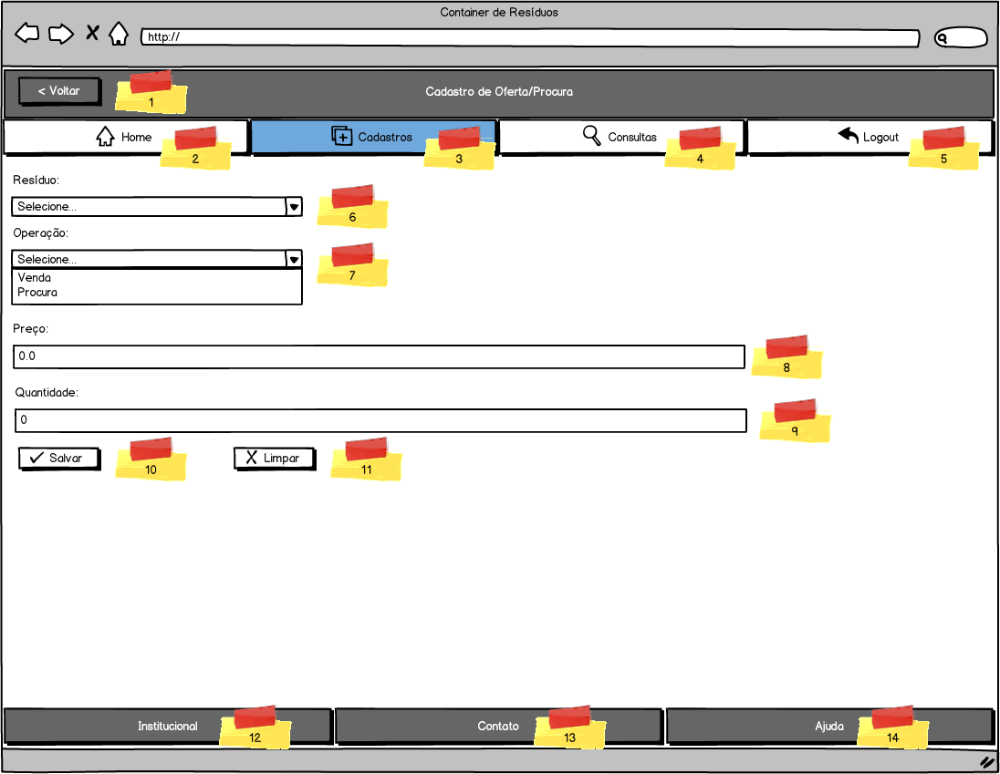 Container de Resíduos
http://
< Voltar
1
Cadastro de Oferta/Procura
Home
2
Cadastros
3
Consultas
4
Logout
5
Resíduo:
Selecione...
6
Operação:
Selecione...
7
Venda
Procura
Preço:
0.0
8
Quantidade:
0
9
Salvar
10
Limpar
11
Institucional
12
Contato
13
Ajuda
14